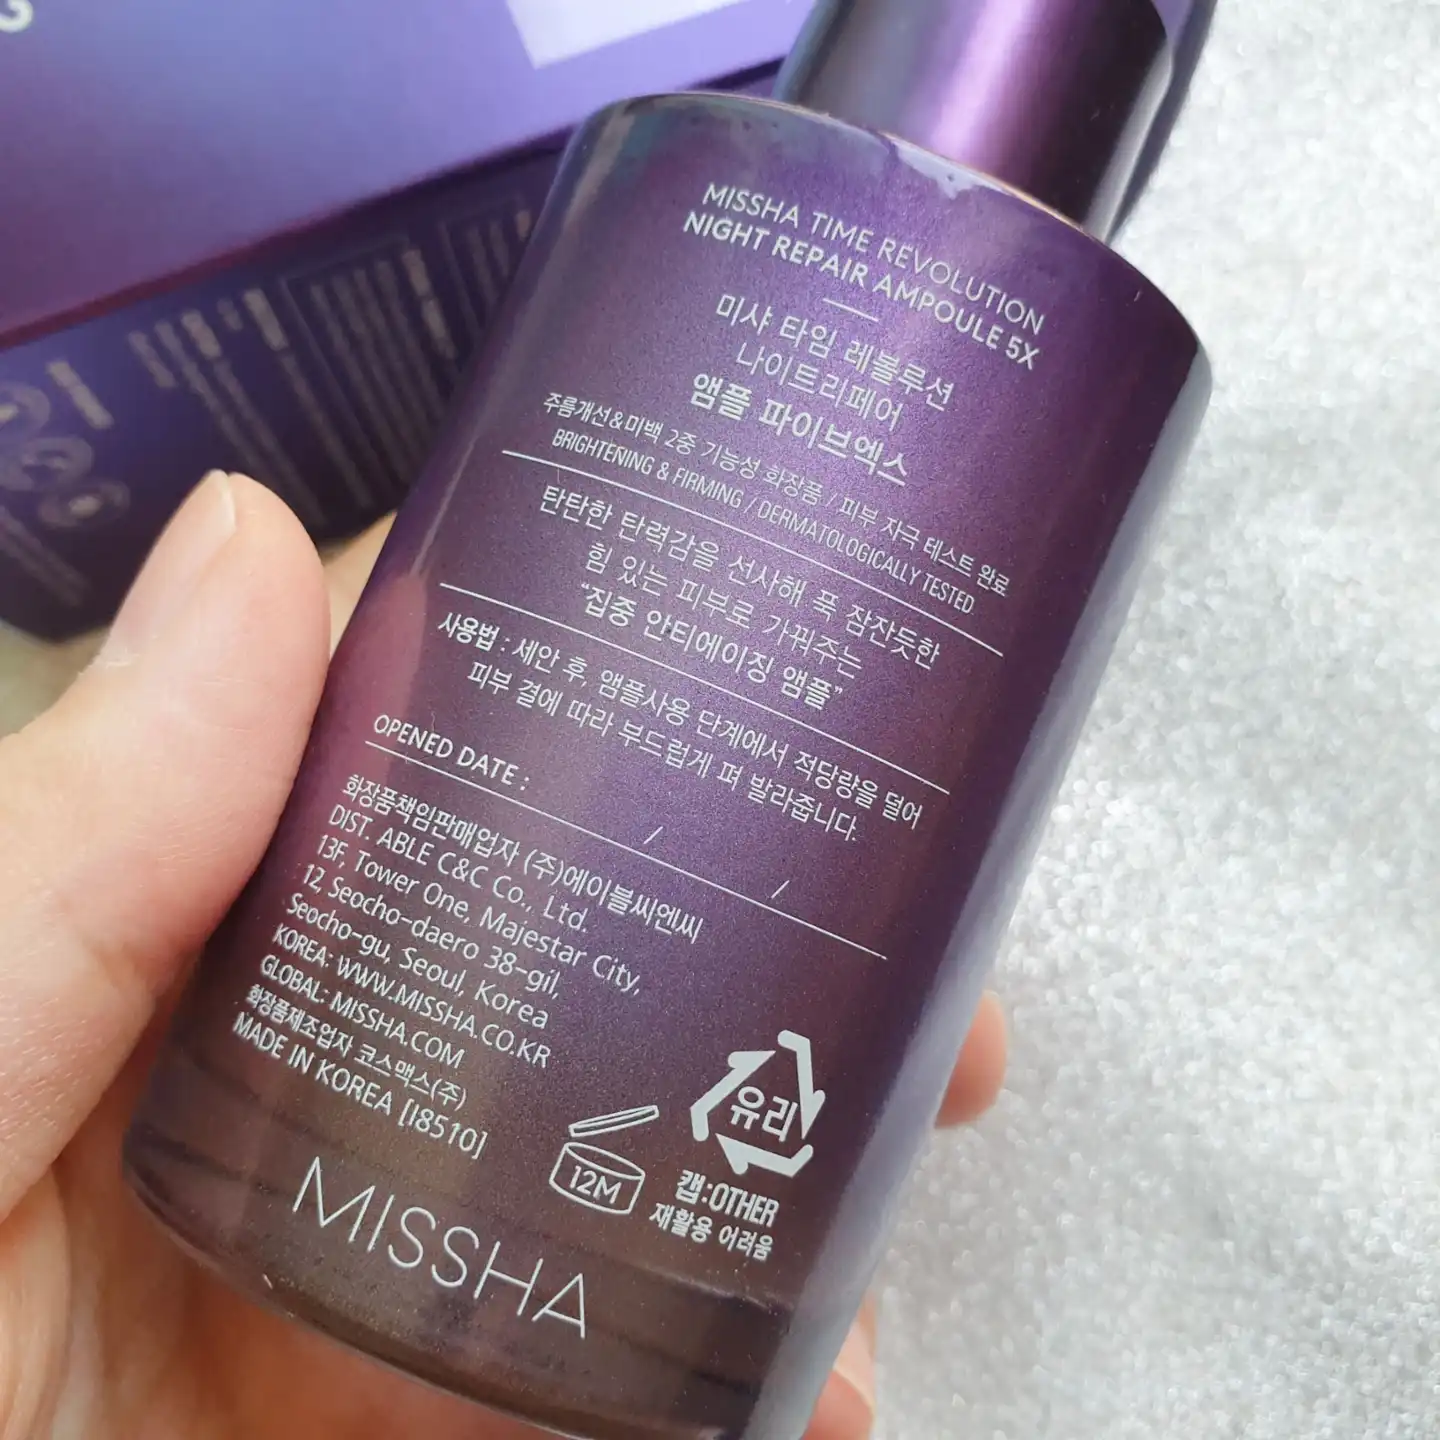 MISSHA TIME REVOLUTION
NIGHT REPAIR AMPOULE 5X
미샤 타임 레볼루션
나이트리페어
앰플 파이브엑스
주름개선&미백 2중 기능성 화장품 / 피부 자극 테스트 완료
BRIGHTENING & FIRMING / DERMATOLOGICALLY TESTED
탄탄한 탄력감을 선사해 푹 잠잔듯한
힘 있는 피부로 가꿔주는
"집중 안티에이징 앰플"
사용법 : 세안 후, 앰플사용 단계에서 적당량을 덜어
피부 결에 따라 부드럽게 펴 발라줍니다.
OPENED DATE : / /
화장품책임판매업자 (주)에이블씨엔씨
DIST. ABLE C&C Co., Ltd.
13F, Tower One, Majestar City,
12, Seocho-daero 38-gil,
Seocho-gu, Seoul, Korea
KOREA: WWW.MISSHA.CO.KR
GLOBAL: MISSHA.COM
화장품제조업자 코스맥스(주)
MADE IN KOREA [18510]
12M
유리
캡:OTHER
재활용 어려움
MISSHA